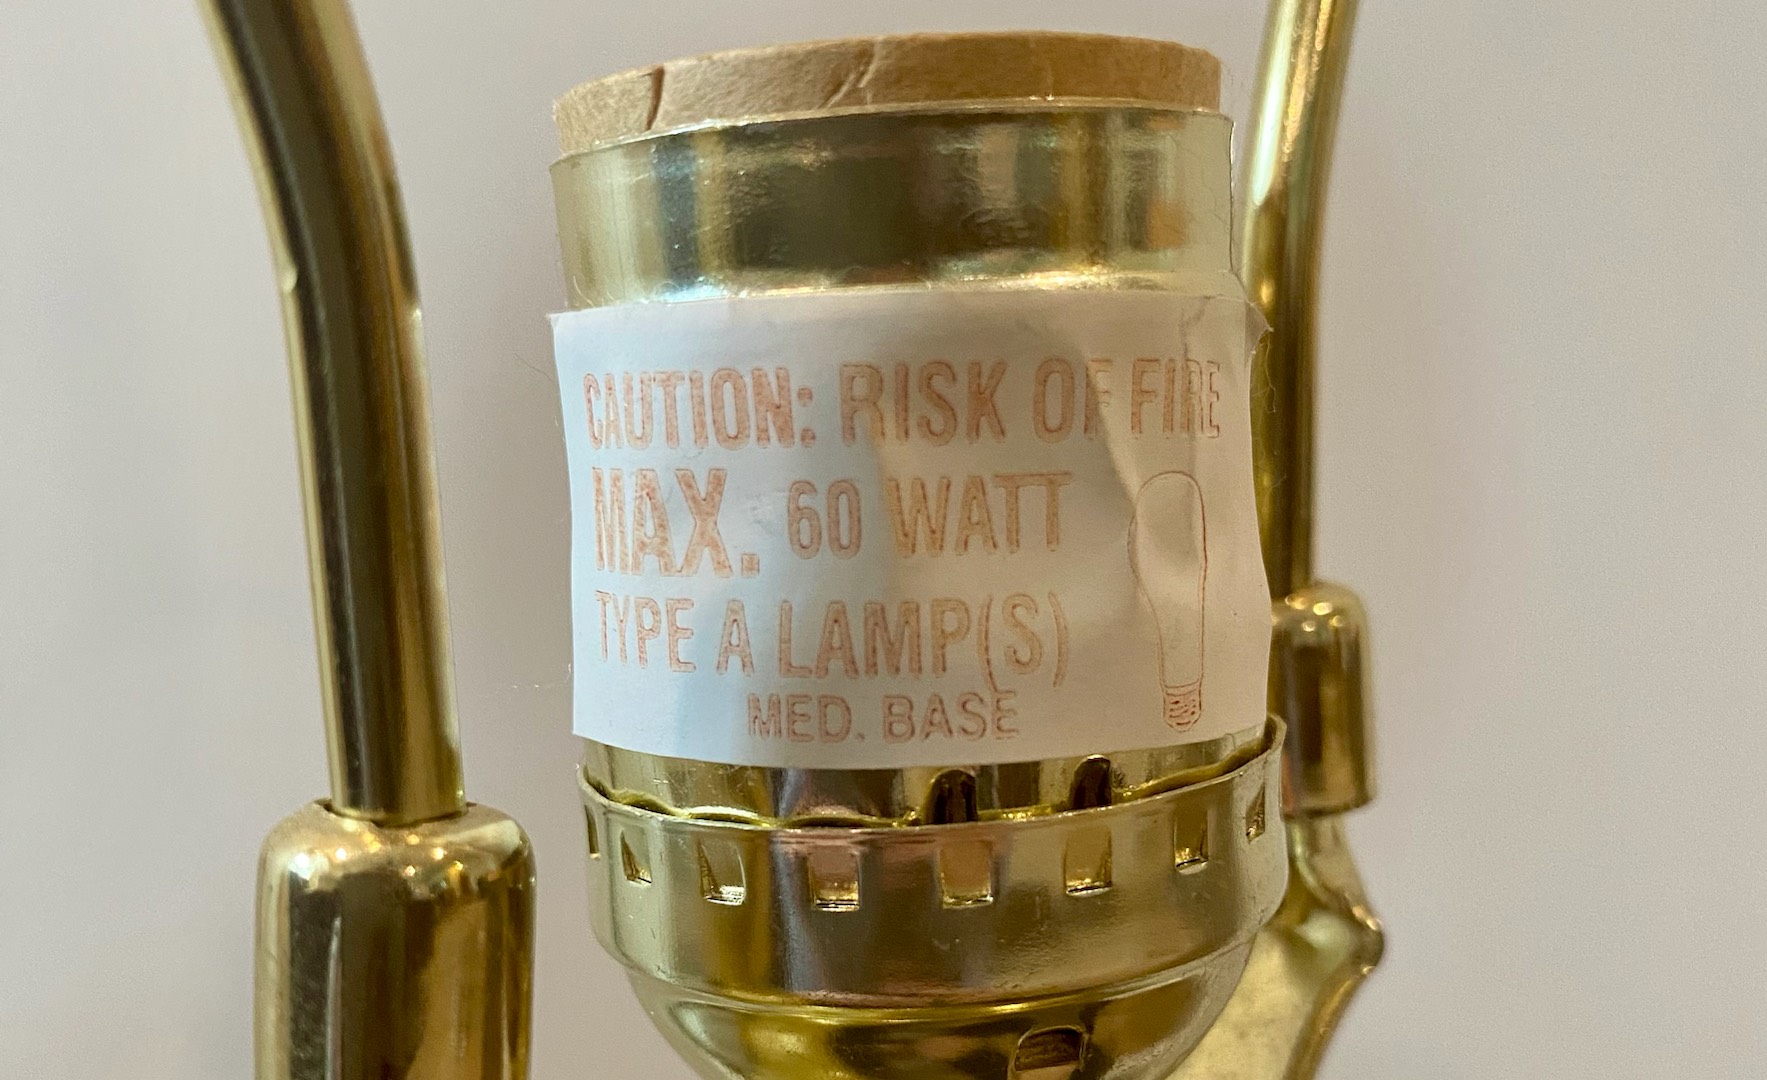 CAUTION: RISK OF FIRE
MAX. 60 WATT
TYPE A LAMP(S)
MED. BASE